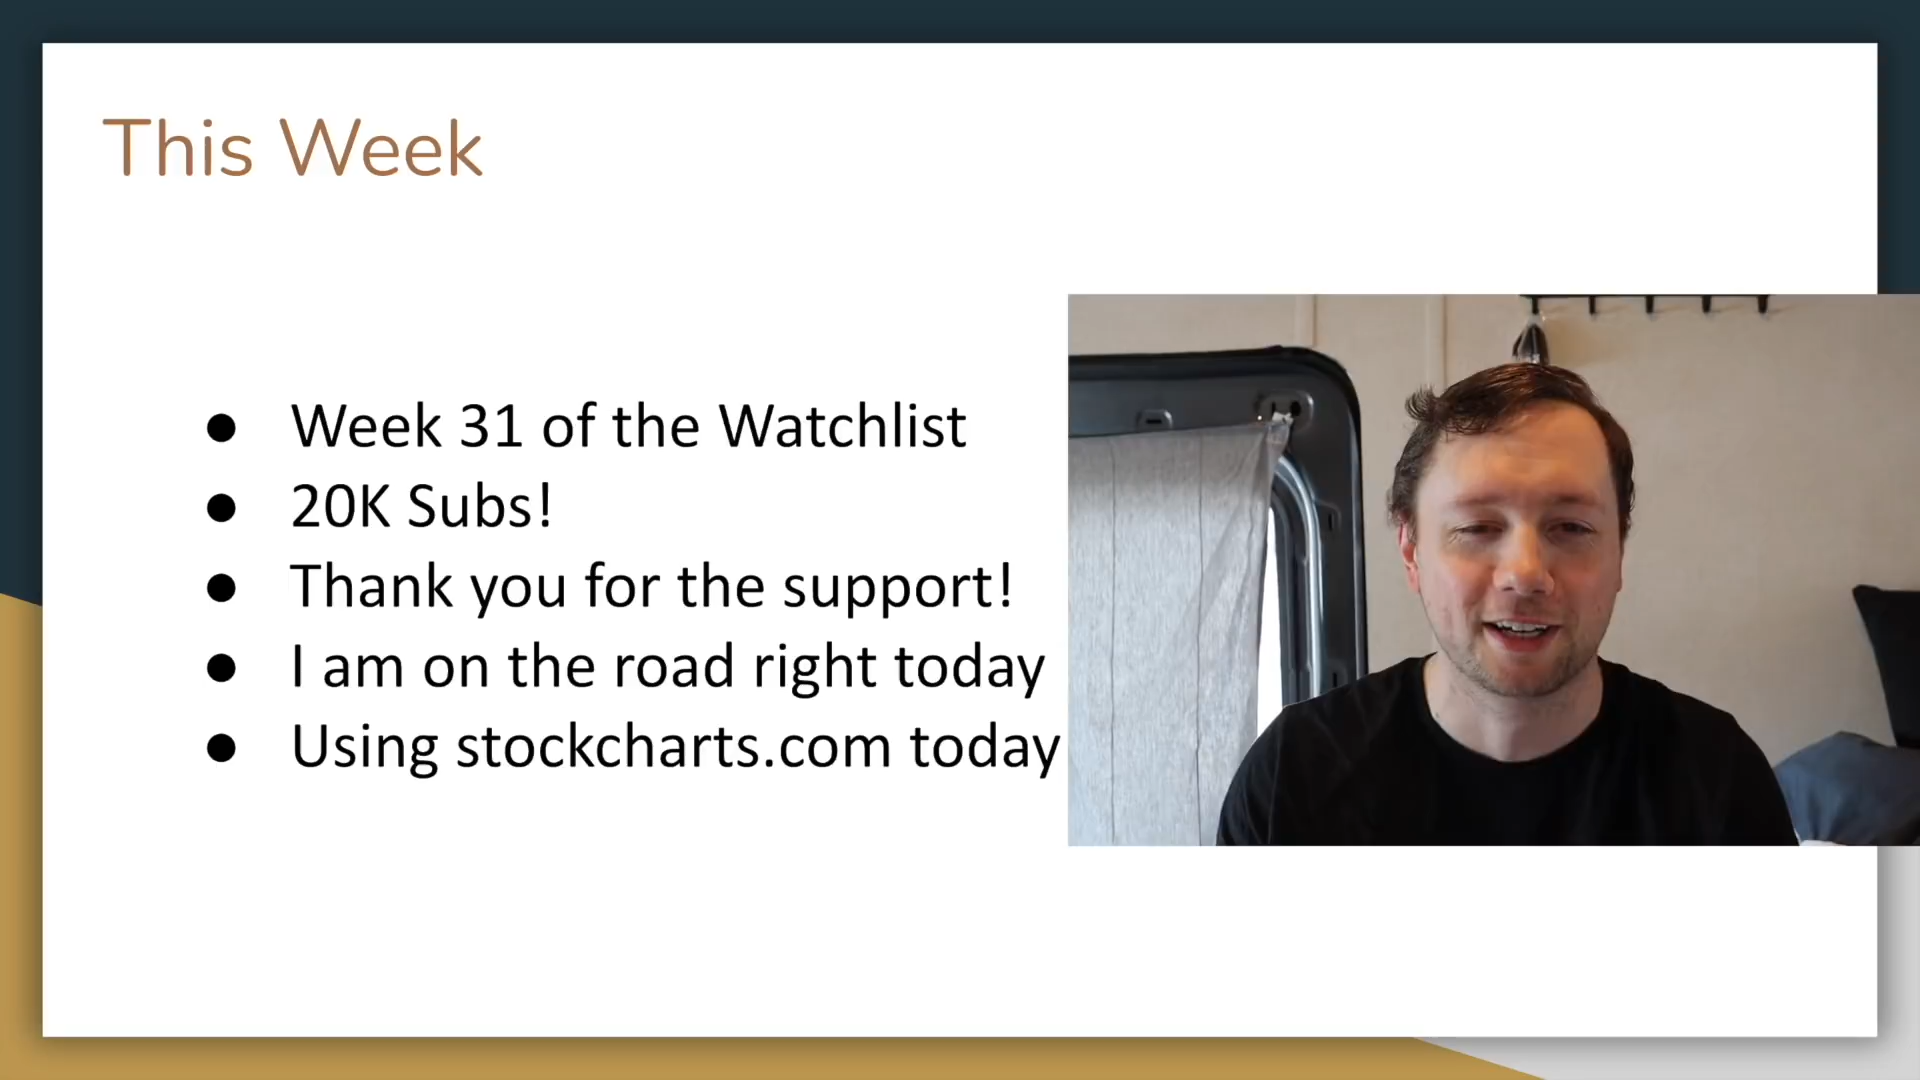 This Week
● Week 31 of the Watchlist
● 20K Subs!
● Thank you for the support!
● I am on the road right today
● Using stockcharts.com today